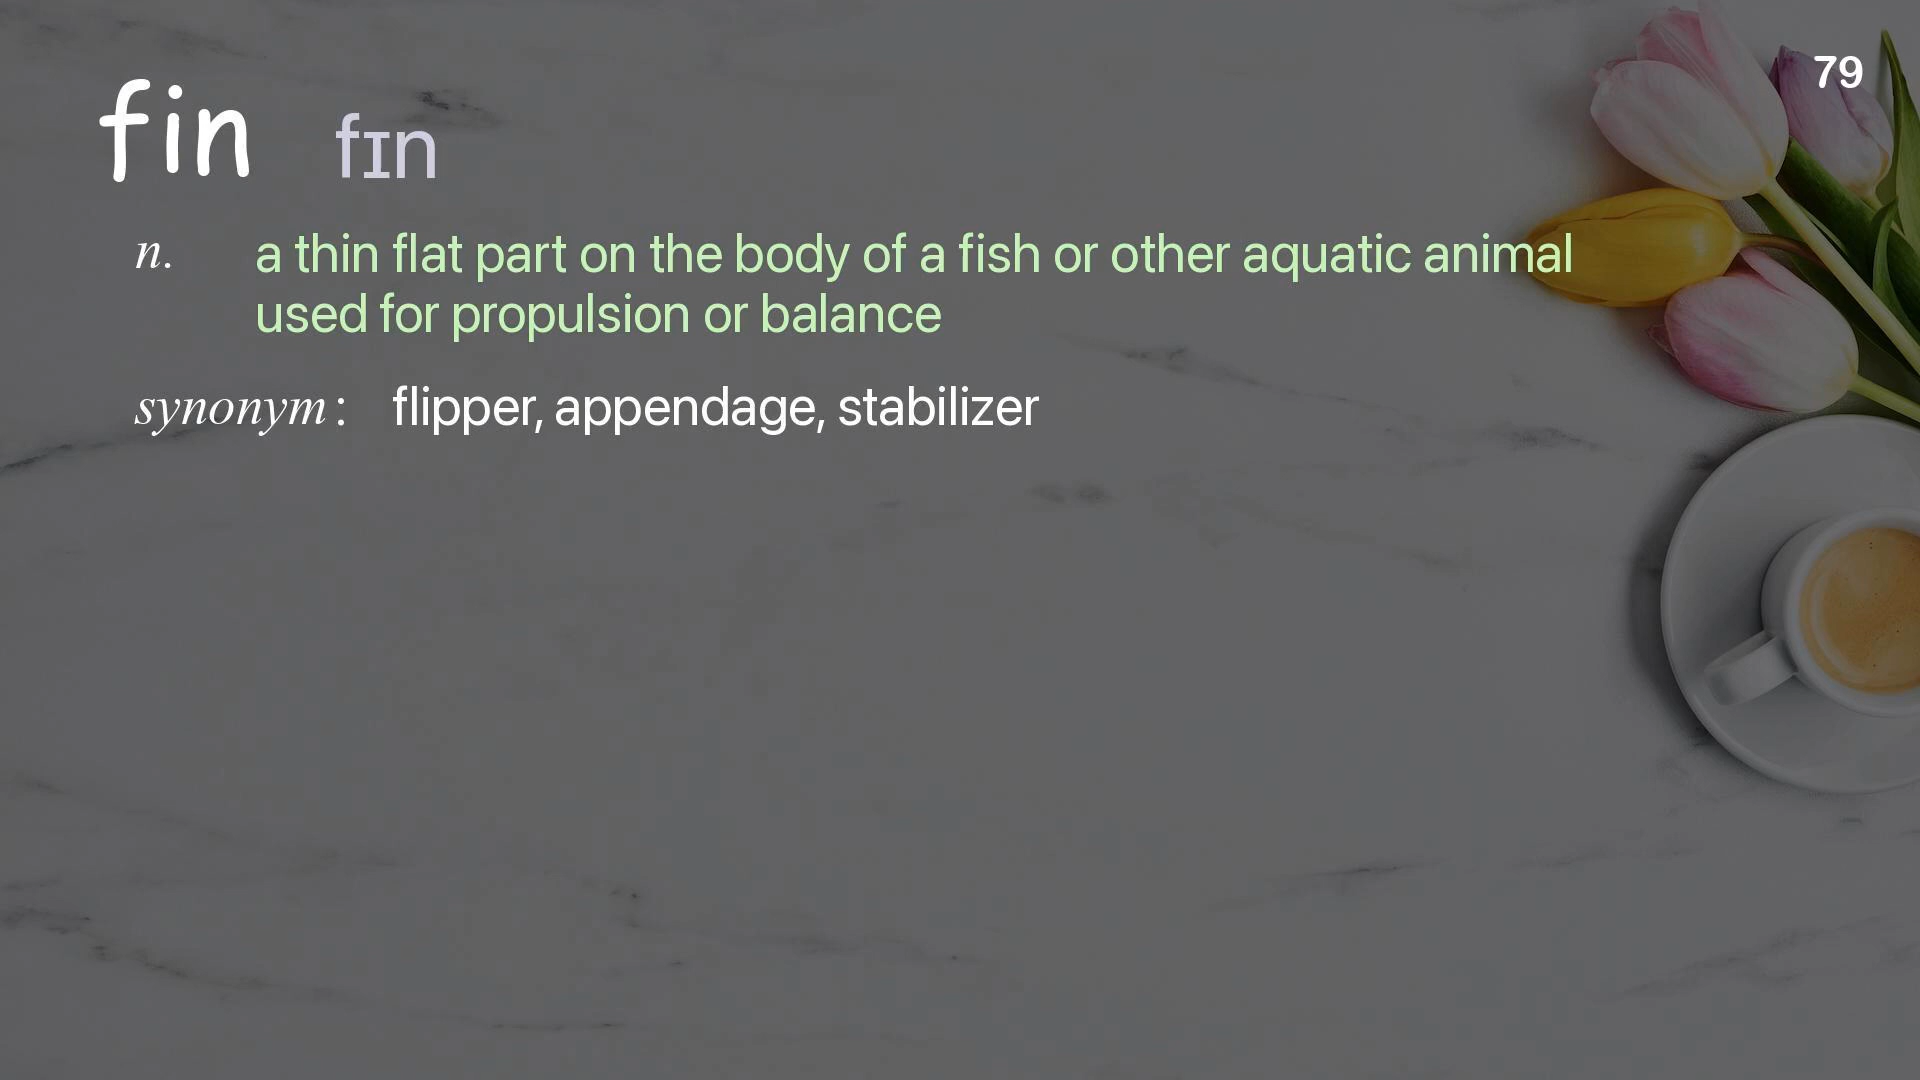 79
fin fɪn
n. a thin flat part on the body of a fish or other aquatic animal
used for propulsion or balance
synonym: flipper, appendage, stabilizer